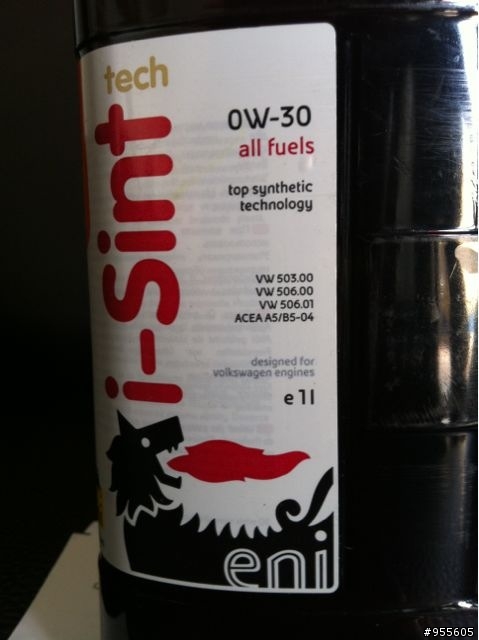 tech
i-Sint
0W-30
all fuels
top synthetic
technology
VW 503.00
VW 506.00
VW 506.01
ACEA A5/B5-04
designed for
volkswagen engines
e 1 l
eni
#955605